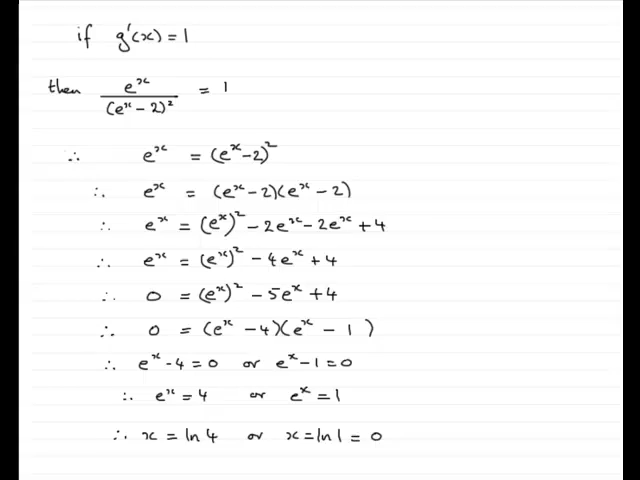 if g'(x) = 1
then e^x / (e^x - 2)^2 = 1
∴ e^x = (e^x - 2)^2
∴ e^x = (e^x - 2)(e^x - 2)
∴ e^x = (e^x)^2 - 2e^x - 2e^x + 4
∴ e^x = (e^x)^2 - 4e^x + 4
∴ 0 = (e^x)^2 - 5e^x + 4
∴ 0 = (e^x - 4)(e^x - 1)
∴ e^x - 4 = 0 or e^x - 1 = 0
∴ e^x = 4 or e^x = 1
∴ x = ln 4 or x = ln 1 = 0